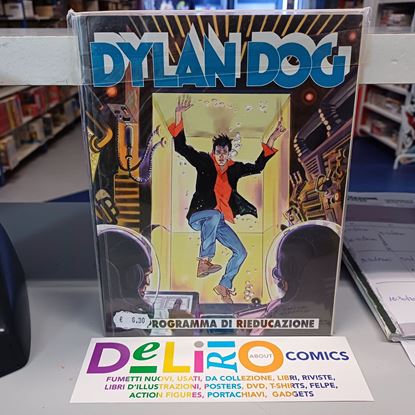 DYLAN DOG
€ 6,30
PROGRAMMA DI RIEDUCAZIONE
DeLiRiO ABOUT COMICS
FUMETTI NUOVI, USATI, DA COLLEZIONE, LIBRI, RIVISTE,
LIBRI D'ILLUSTRAZIONI, POSTERS, DVD, T-SHIRTS, FELPE,
ACTION FIGURES, PORTACHIAVI, GADGETS